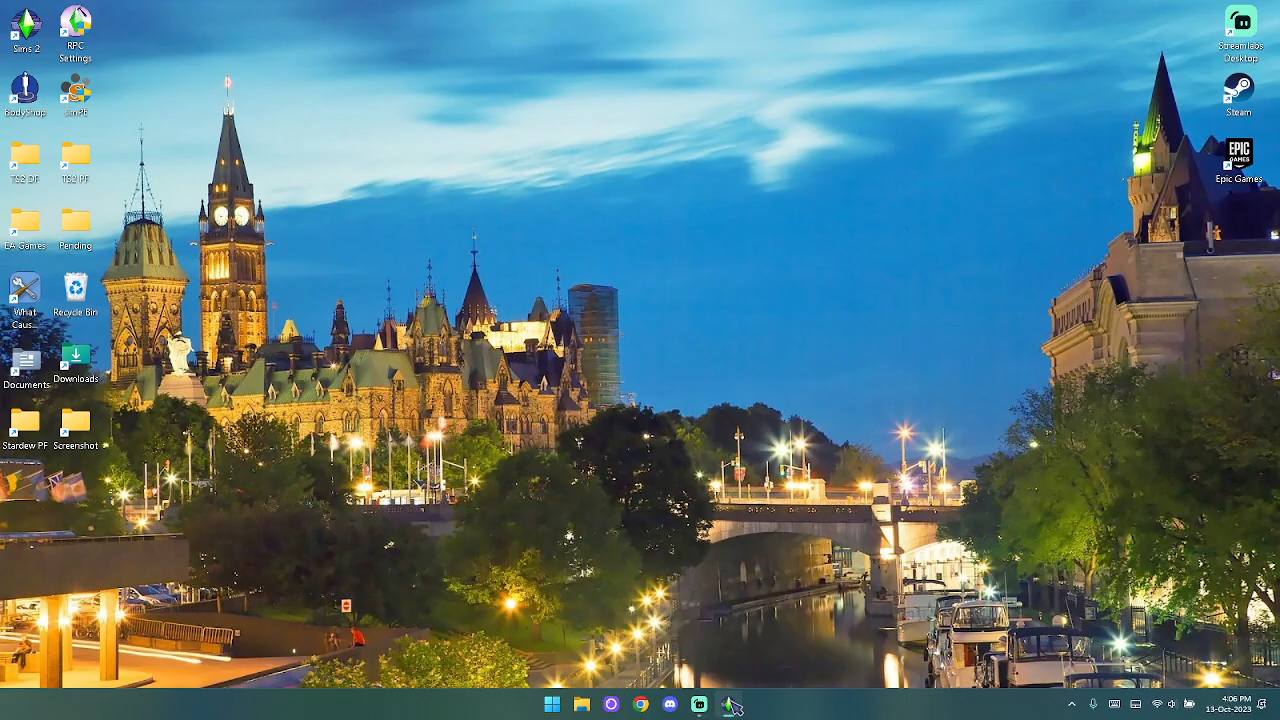 Sims 2
RPC
Settings
BodyShop
simPE
TS2 DF
TS2 PF
EA Games
Pending
What
Caus...
Recycle Bin
Documents
Downloads
Stardew PF
Screenshot
Streamlabs
Desktop
Steam
EPIC
GAMES
Epic Games
4:06 PM
13-Oct-2023